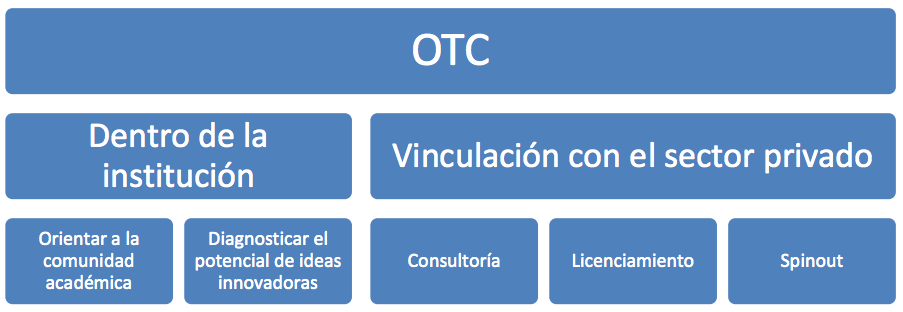 OTC
Dentro de la
institución
Vinculación con el sector privado
Orientar a la
comunidad
académica
Diagnosticar el
potencial de ideas
innovadoras
Consultoría
Licenciamiento
Spinout